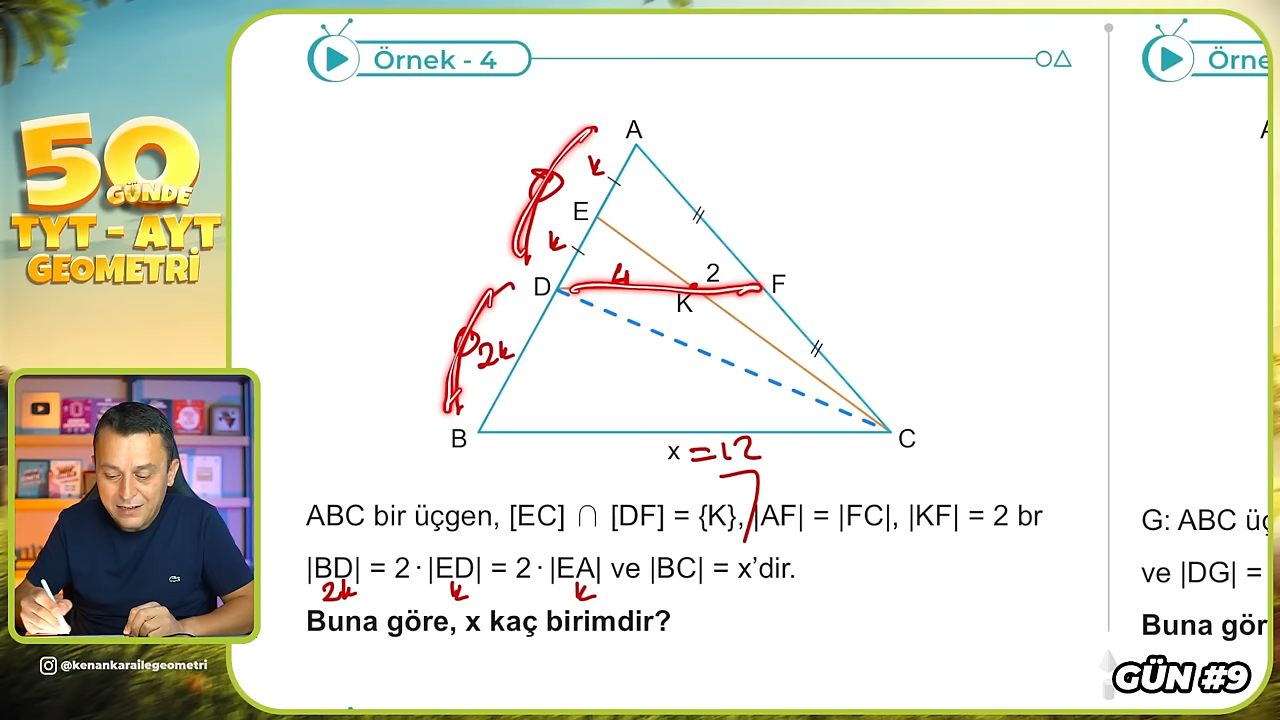 Örnek - 4
Örne
50
GÜNDE
TYT - AYT
GEOMETRİ
A
A
k
E
k
D
4
2
F
K
2k
B
C
x = 12
ABC bir üçgen, [EC] ∩ [DF] = {K}, |AF| = |FC|, |KF| = 2 br
|BD| = 2·|ED| = 2·|EA| ve |BC| = x’dir.
2k k k
Buna göre, x kaç birimdir?
G: ABC üç
ve |DG| =
Buna gör
@kenankarailegeometri
GÜN #9